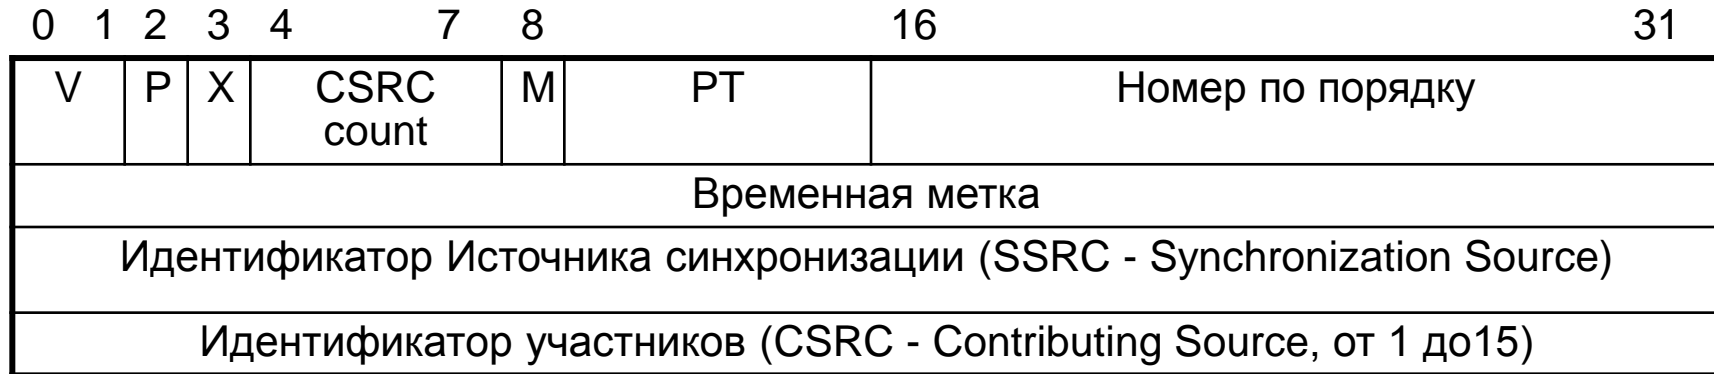 0 1 2 3 4 7 8 16 31
V P X CSRC M PT Номер по порядку
count
Временная метка
Идентификатор Источника синхронизации (SSRC - Synchronization Source)
Идентификатор участников (CSRC - Contributing Source, от 1 до15)